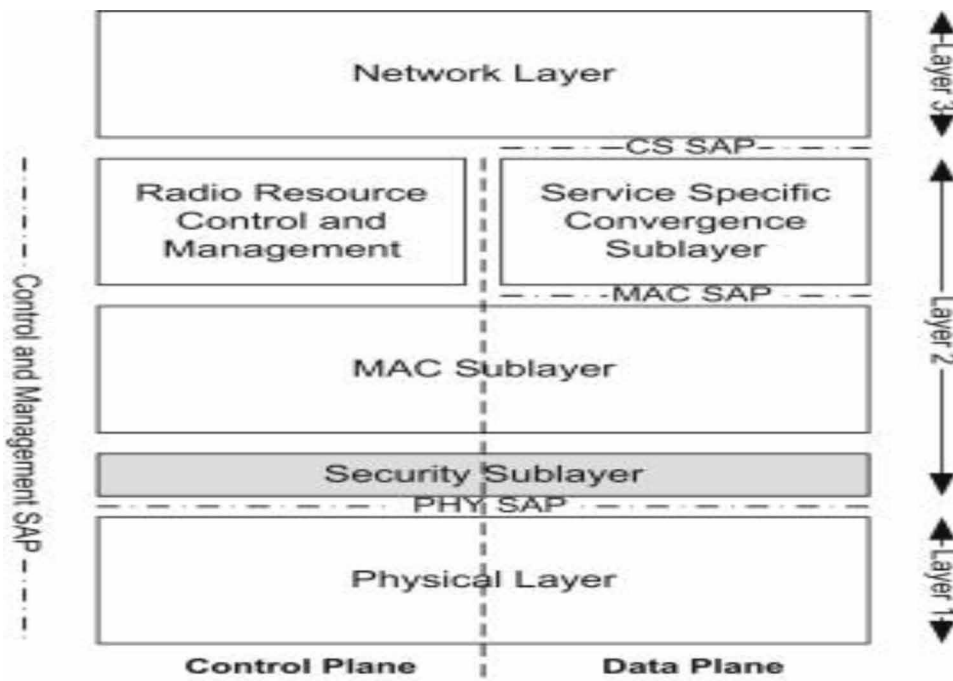 Network Layer
Layer 3
CS SAP
Radio Resource
Control and
Management
Service Specific
Convergence
Sublayer
MAC SAP
Control and Management SAP
Layer 2
MAC Sublayer
Security Sublayer
PHY SAP
Physical Layer
Layer 1
Control Plane
Data Plane